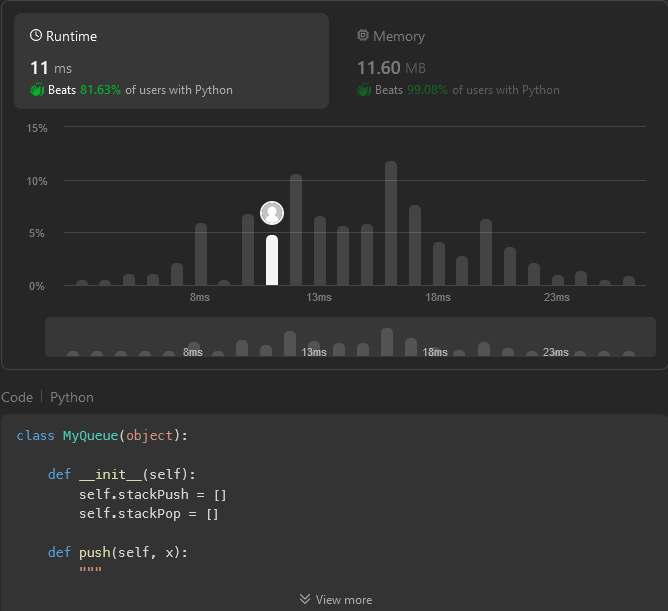 Runtime
11 ms
Beats 81.63% of users with Python
Memory
11.60 MB
Beats 99.08% of users with Python
15%
10%
5%
0%
8ms 13ms 18ms 23ms
8ms 13ms 18ms 23ms
Code | Python
class MyQueue(object):
def __init__(self):
self.stackPush = []
self.stackPop = []
def push(self, x):
"""
View more